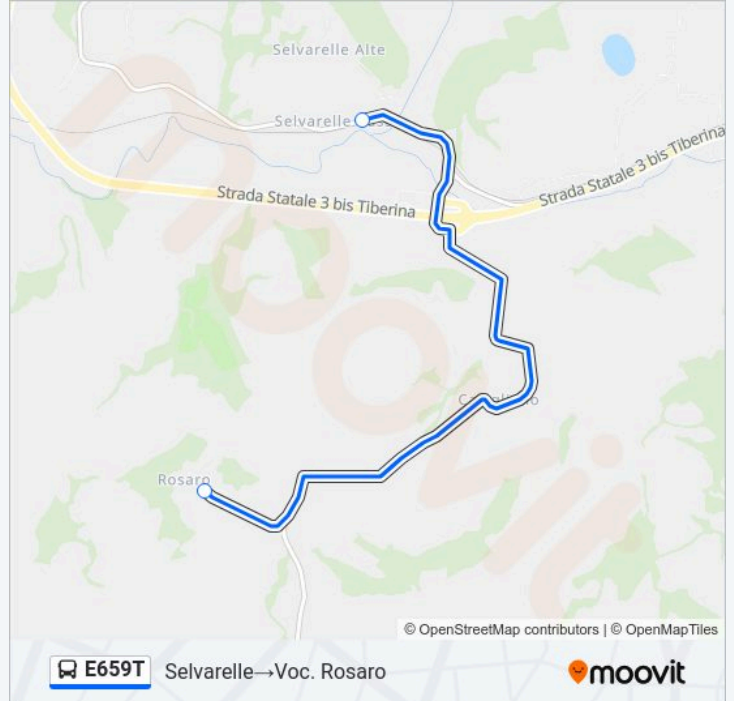 Selvarelle Alte
Selvarelle
Strada Statale 3 bis Tiberina
Strada Statale 3 bis Tiberina
Rosaro
© OpenStreetMap contributors | © OpenMapTiles
E659T Selvarelle→Voc. Rosaro
moovit
moovit